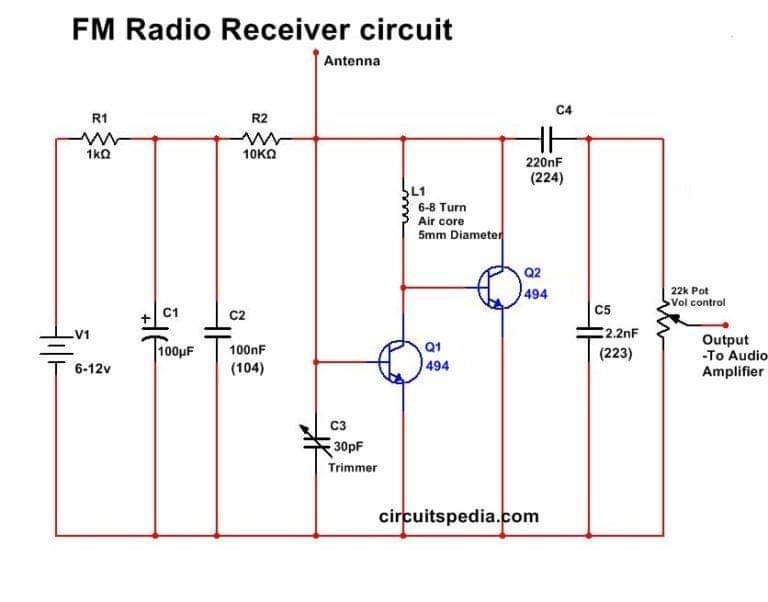 FM Radio Receiver circuit
Antenna
R1
1kΩ
R2
10KΩ
C4
220nF
(224)
L1
6-8 Turn
Air core
5mm Diameter
Q2
494
22k Pot
Vol control
+
C1
100µF
C2
100nF
(104)
V1
6-12v
Q1
494
C5
2.2nF
(223)
Output
-To Audio
Amplifier
C3
30pF
Trimmer
circuitspedia.com